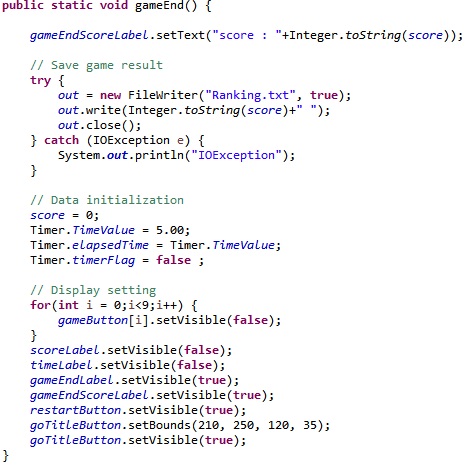 public static void gameEnd() {
gameEndScoreLabel.setText("score : "+Integer.toString(score));
// Save game result
try {
out = new FileWriter("Ranking.txt", true);
out.write(Integer.toString(score)+" ");
out.close();
} catch (IOException e) {
System.out.println("IOException");
}
// Data initialization
score = 0;
Timer.TimeValue = 5.00;
Timer.elapsedTime = Timer.TimeValue;
Timer.timerFlag = false ;
// Display setting
for(int i = 0;i<9;i++) {
gameButton[i].setVisible(false);
}
scoreLabel.setVisible(false);
timeLabel.setVisible(false);
gameEndLabel.setVisible(true);
gameEndScoreLabel.setVisible(true);
restartButton.setVisible(true);
goTitleButton.setBounds(210, 250, 120, 35);
goTitleButton.setVisible(true);
}